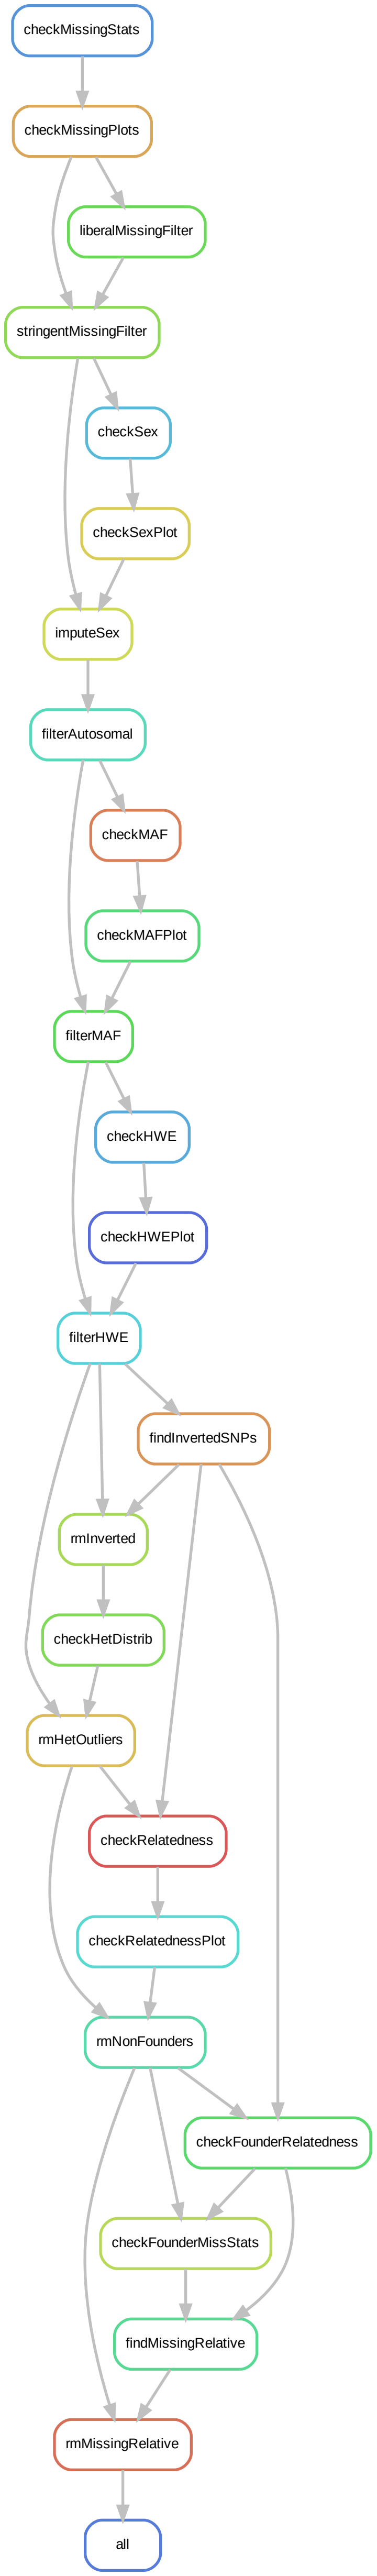 checkMissingStats
checkMissingPlots
liberalMissingFilter
stringentMissingFilter
checkSex
checkSexPlot
imputeSex
filterAutosomal
checkMAF
checkMAFPlot
filterMAF
checkHWE
checkHWEPlot
filterHWE
findInvertedSNPs
rmInverted
checkHetDistrib
rmHetOutliers
checkRelatedness
checkRelatednessPlot
rmNonFounders
checkFounderRelatedness
checkFounderMissStats
findMissingRelative
rmMissingRelative
all